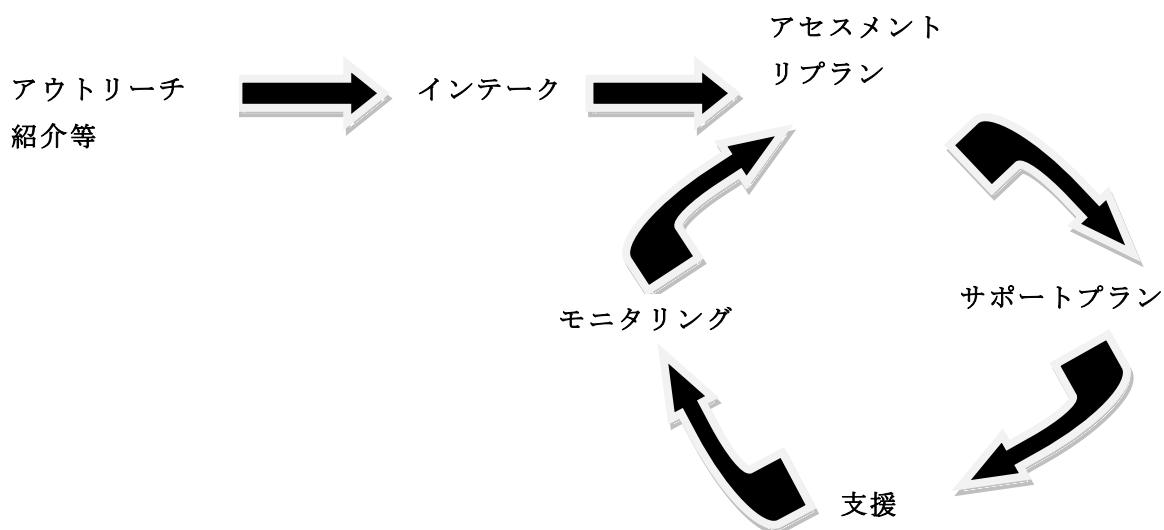 アウトリーチ
紹介等
インテーク
アセスメント
リプラン
サポートプラン
モニタリング
支援